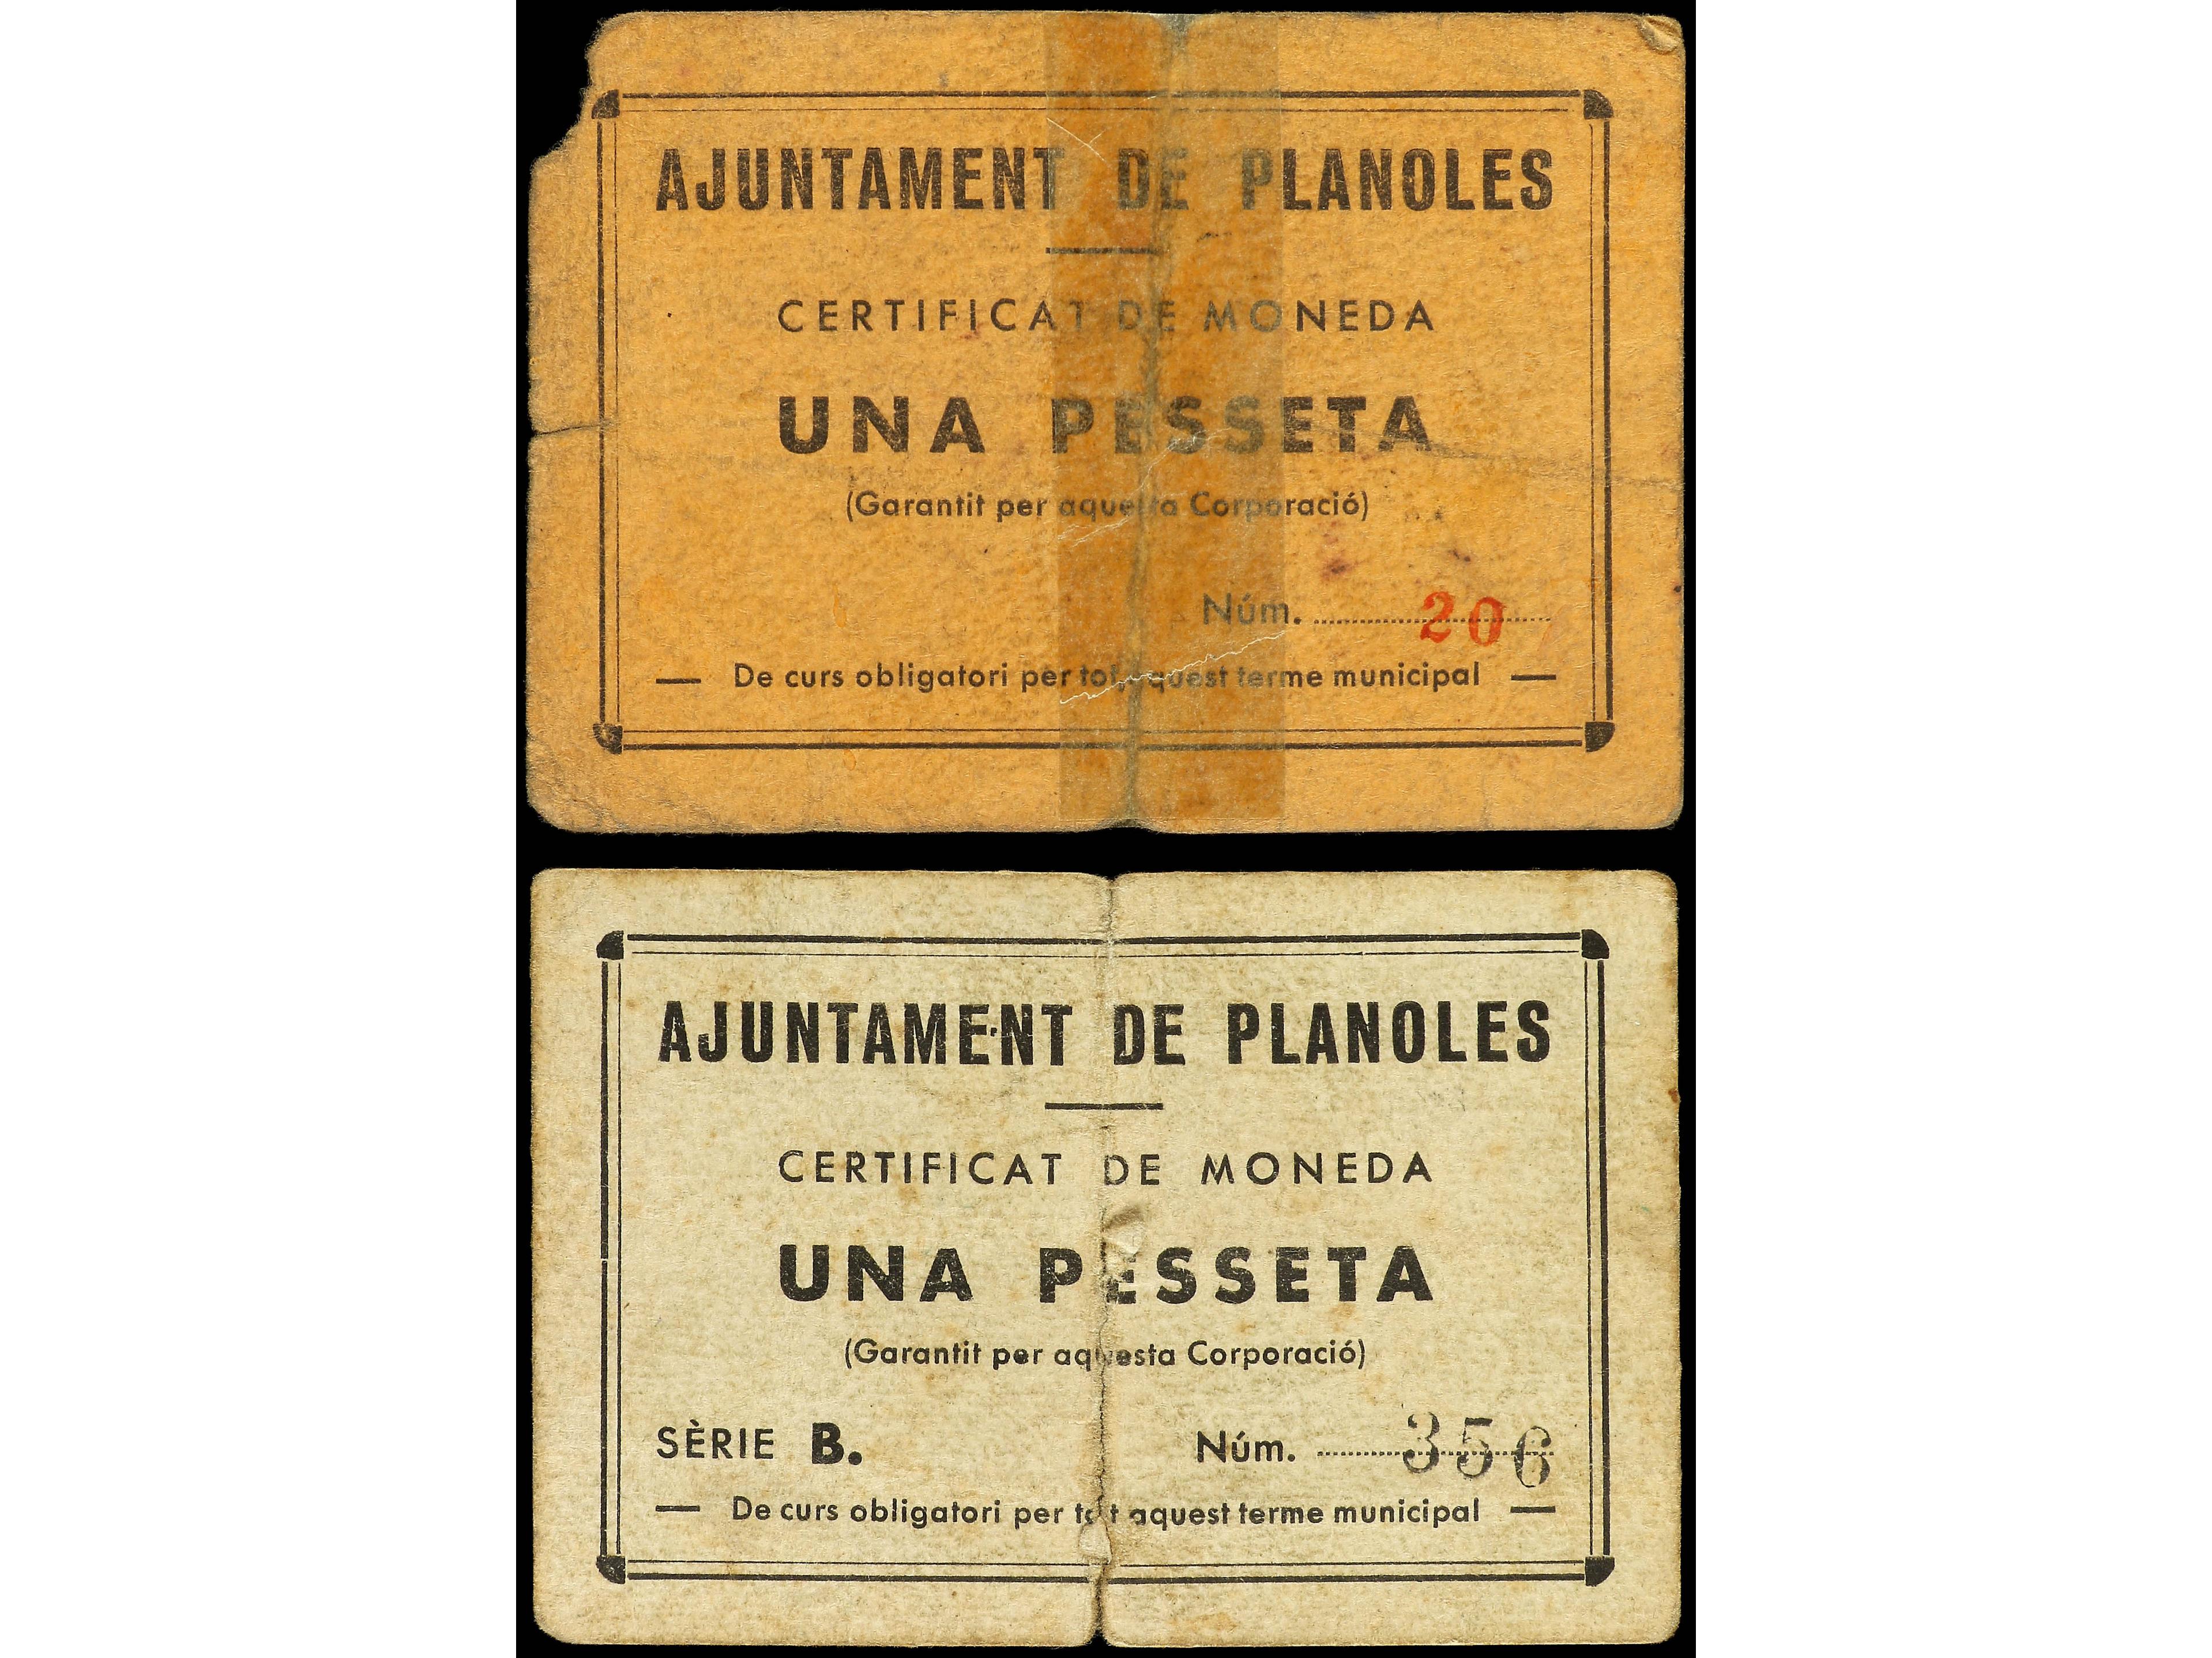 AJUNTAMENT DE PLANOLES
CERTIFICAT DE MONEDA
UNA PESSETA
(Garantit per aquesta Corporació)
Núm. 20
— De curs obligatori per tot aquest terme municipal —
AJUNTAMENT DE PLANOLES
CERTIFICAT DE MONEDA
UNA PESSETA
(Garantit per aquesta Corporació)
SÈRIE B. Núm. 356
— De curs obligatori per tot aquest terme municipal —